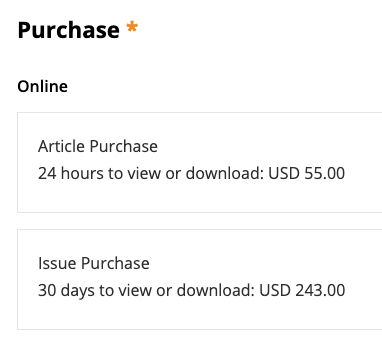 Purchase *
Online
Article Purchase
24 hours to view or download: USD 55.00
Issue Purchase
30 days to view or download: USD 243.00